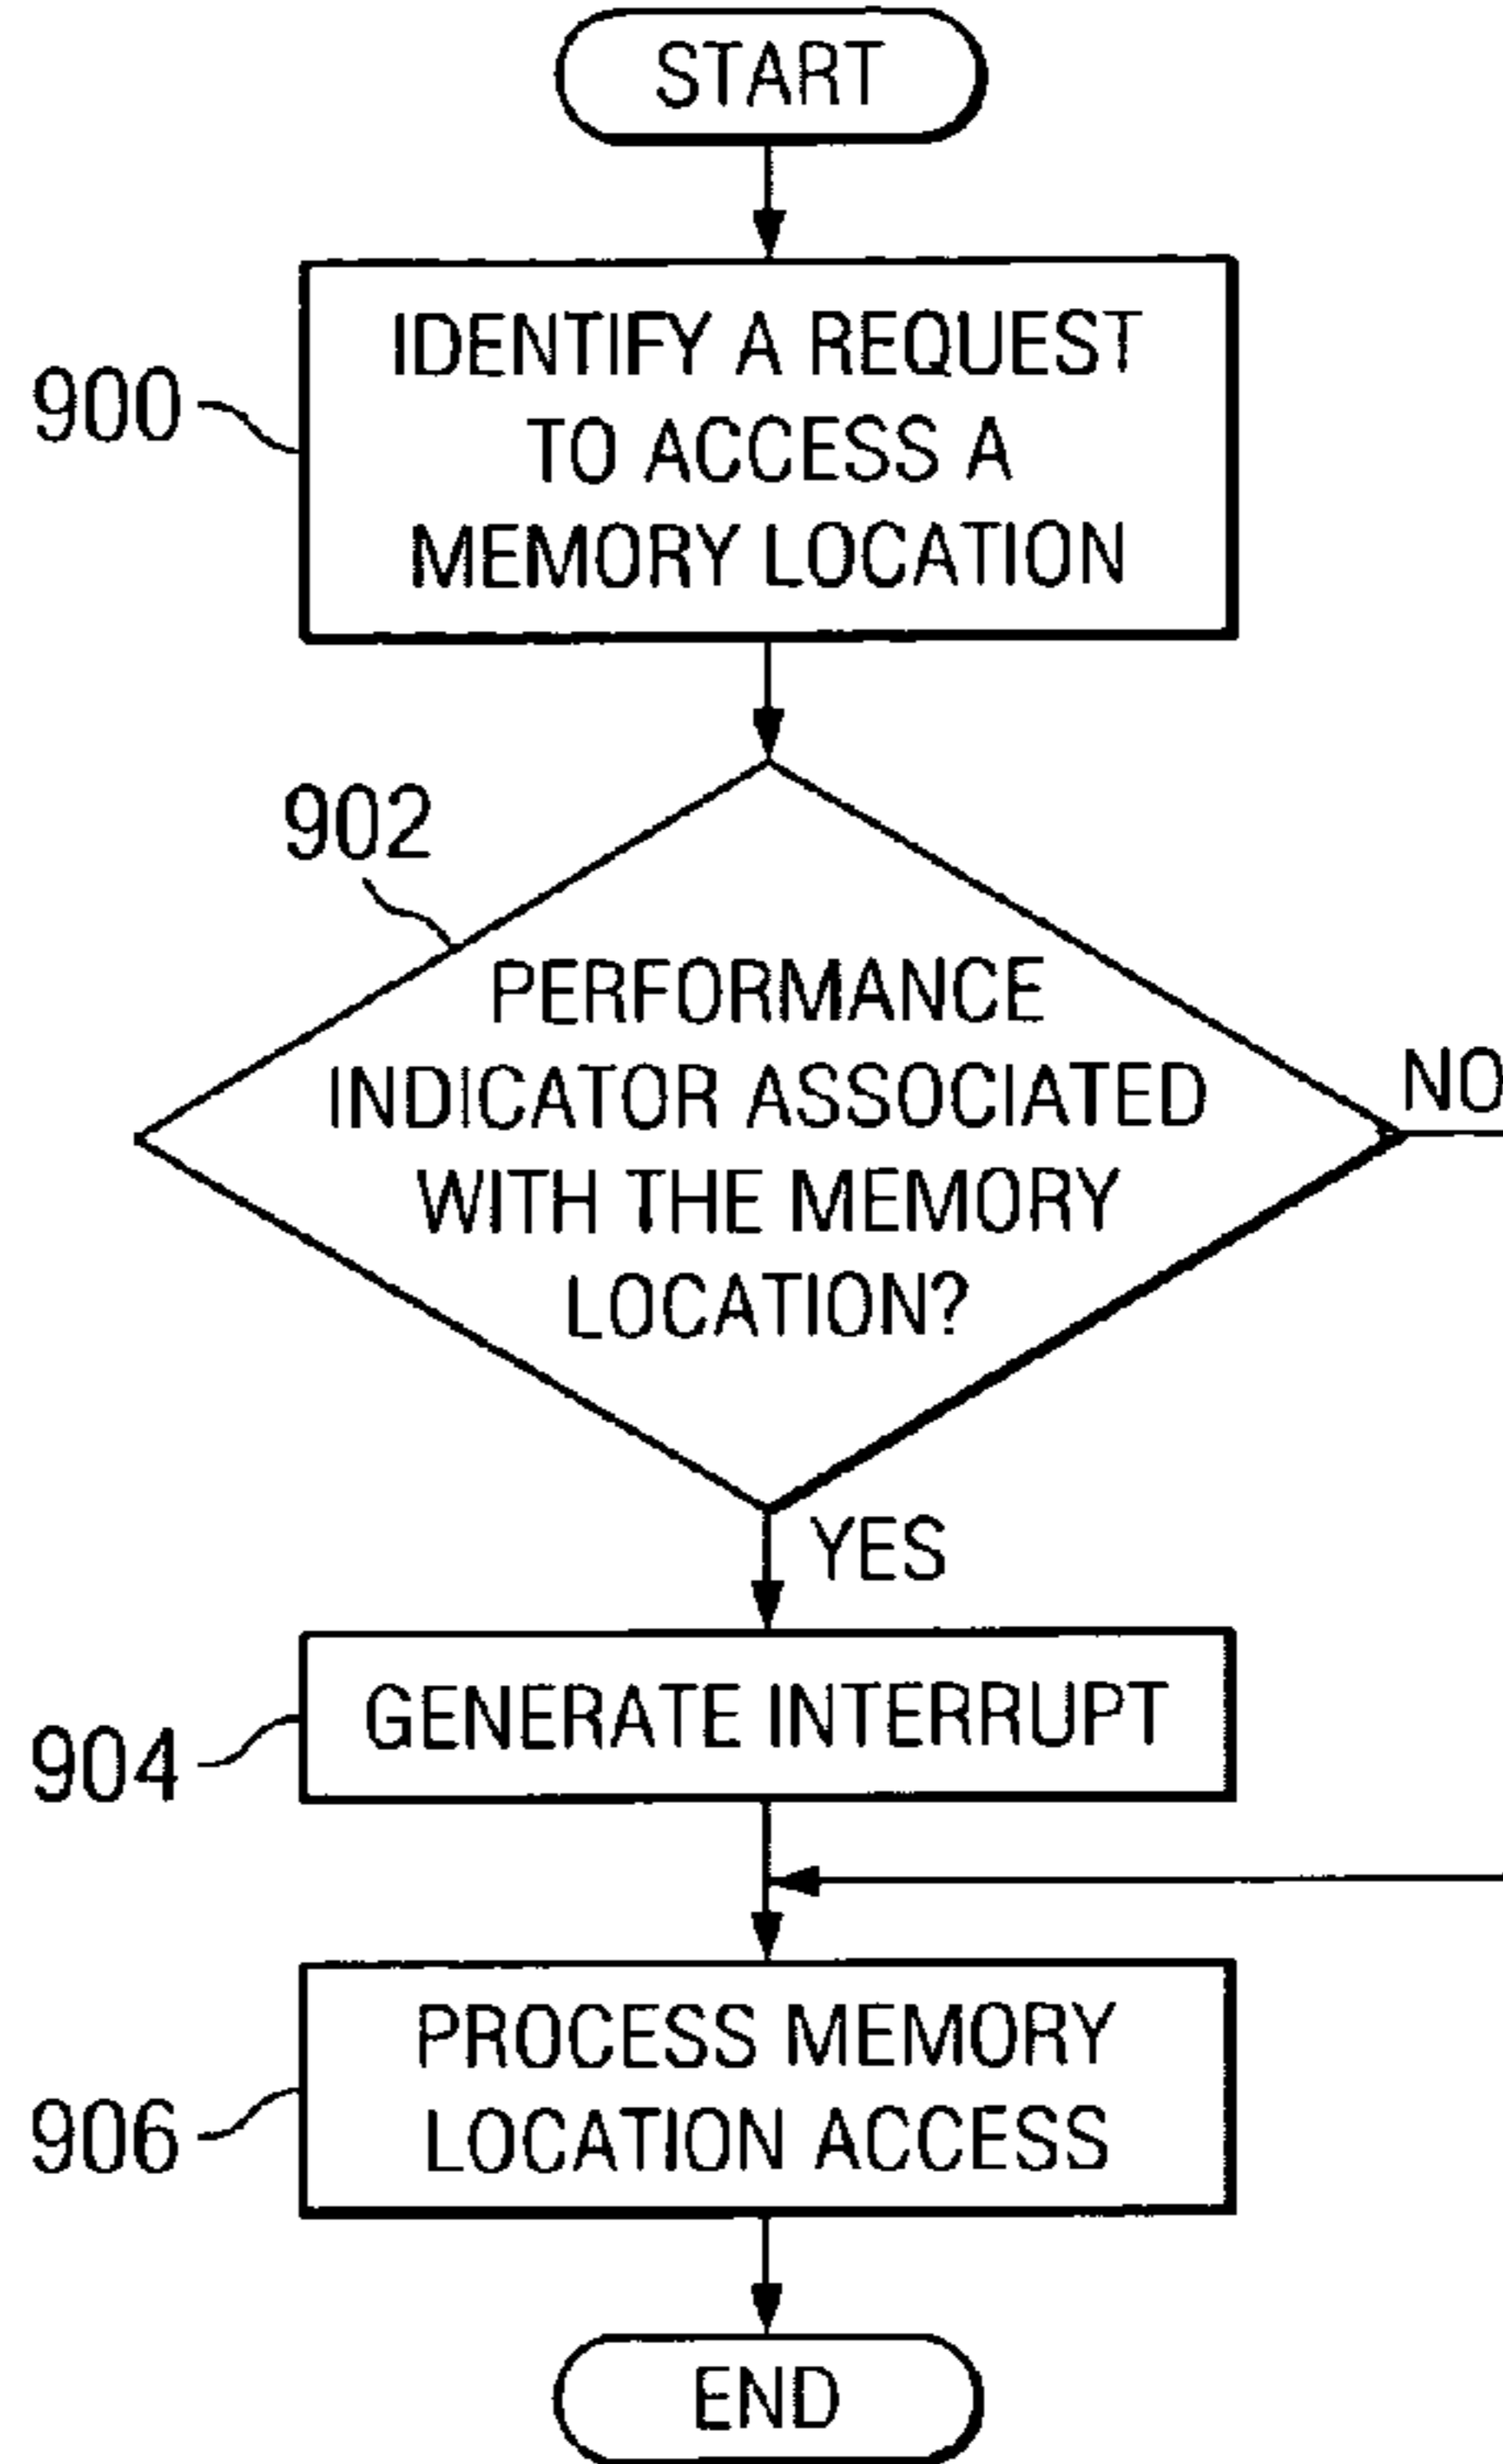 START
IDENTIFY A REQUEST
TO ACCESS A
MEMORY LOCATION
900
902
PERFORMANCE
INDICATOR ASSOCIATED
WITH THE MEMORY
LOCATION?
NO
YES
GENERATE INTERRUPT
904
PROCESS MEMORY
LOCATION ACCESS
906
END